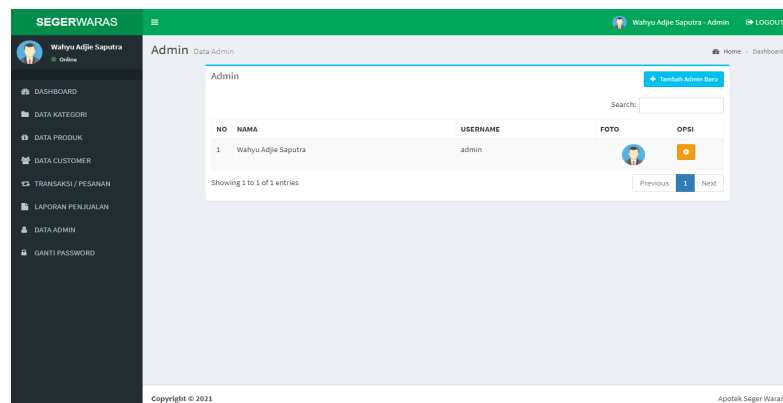 SEGERWARAS
Wahyu Adjie Saputra - Admin
LOGOUT
Wahyu Adjie Saputra
Online
DASHBOARD
DATA KATEGORI
DATA PRODUK
DATA CUSTOMER
TRANSAKSI / PESANAN
LAPORAN PENJUALAN
DATA ADMIN
GANTI PASSWORD
Admin Data Admin
Home > Dashboard
Admin
+ Tambah Admin Baru
Search:
NO NAMA USERNAME FOTO OPSI
1 Wahyu Adjie Saputra admin
Showing 1 to 1 of 1 entries
Previous 1 Next
Copyright © 2021
Apotek Seger Waras